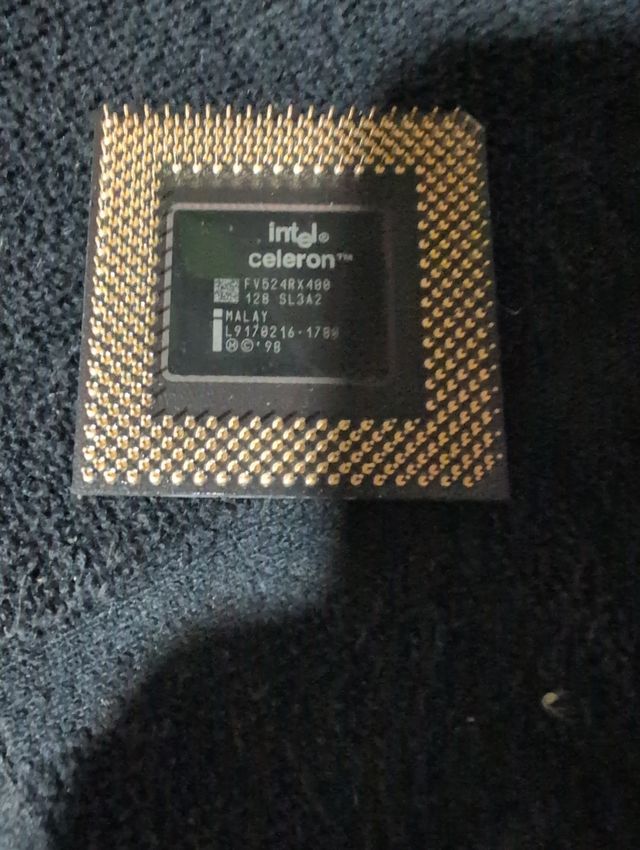 intel®
celeron™
FV524RX400
128 SL3A2
MALAY
L9170216-1780
Ⓜ©'98